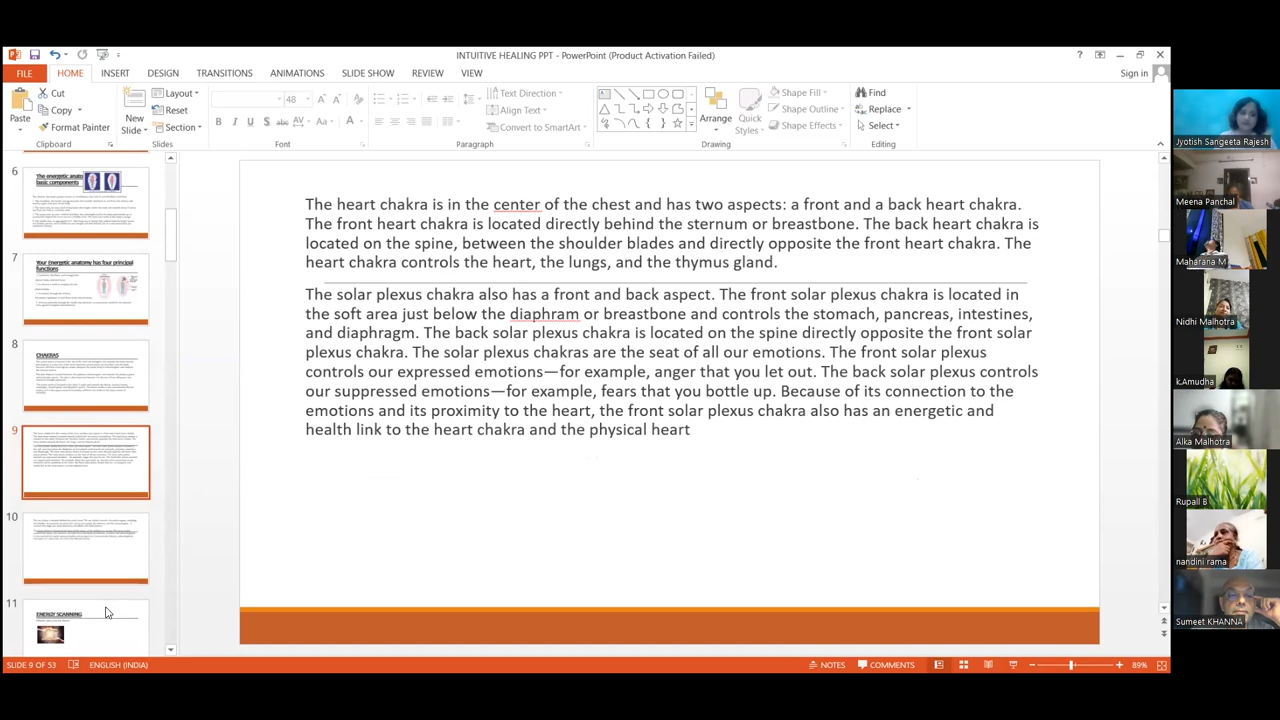 INTUITIVE HEALING PPT - PowerPoint (Product Activation Failed)
FILE HOME INSERT DESIGN TRANSITIONS ANIMATIONS SLIDE SHOW REVIEW VIEW Sign in
Paste Cut Copy Format Painter
Clipboard
New Slide Layout Reset Section
Slides
48
Font
Text Direction Align Text Convert to SmartArt
Paragraph
Arrange Quick Styles Shape Fill Shape Outline Shape Effects
Drawing
Find Replace Select
Editing
6
The energetic anatomy
basic components
7
Your Energetic anatomy has four principal
functions
8
CHAKRAS
9
10
11
ENERGY SCANNING
The heart chakra is in the center of the chest and has two aspects: a front and a back heart chakra.
The front heart chakra is located directly behind the sternum or breastbone. The back heart chakra is
located on the spine, between the shoulder blades and directly opposite the front heart chakra. The
heart chakra controls the heart, the lungs, and the thymus gland.
The solar plexus chakra also has a front and back aspect. The front solar plexus chakra is located in
the soft area just below the diaphram or breastbone and controls the stomach, pancreas, intestines,
and diaphragm. The back solar plexus chakra is located on the spine directly opposite the front solar
plexus chakra. The solar plexus chakras are the seat of all our emotions. The front solar plexus
controls our expressed emotions—for example, anger that you let out. The back solar plexus controls
our suppressed emotions—for example, fears that you bottle up. Because of its connection to the
emotions and its proximity to the heart, the front solar plexus chakra also has an energetic and
health link to the heart chakra and the physical heart
SLIDE 9 OF 53 ENGLISH (INDIA) NOTES COMMENTS 89%
Jyotish Sangeeta Rajesh
Meena Panchal
Maharana M
Nidhi Malhotra
k.Amudha
Alka Malhotra
Rupali B
nandini rama
Sumeet KHANNA